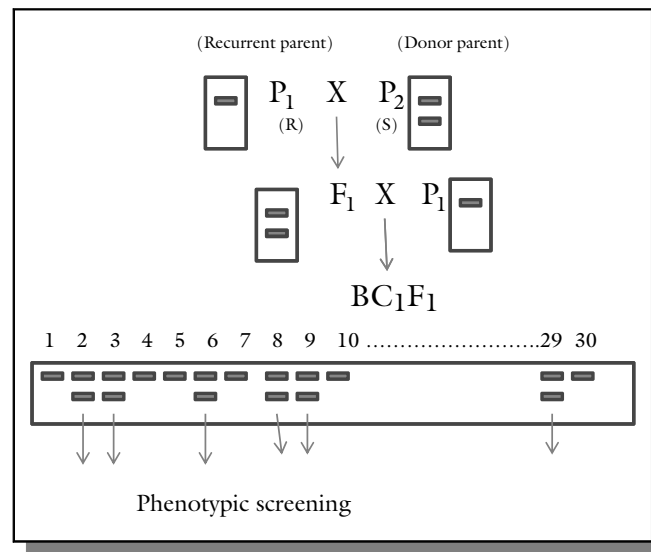 (Recurrent parent) (Donor parent)
P1 X P2
(R) (S)
F1 X P1
BC1F1
1 2 3 4 5 6 7 8 9 10 ............................29 30
Phenotypic screening